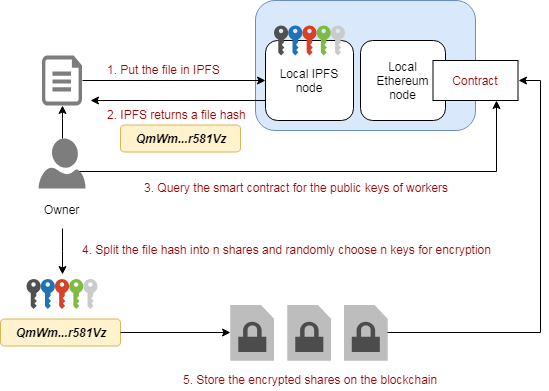 1. Put the file in IPFS
Local IPFS
node
Local
Ethereum
node
Contract
2. IPFS returns a file hash
QmWm...r581Vz
3. Query the smart contract for the public keys of workers
Owner
4. Split the file hash into n shares and randomly choose n keys for encryption
QmWm...r581Vz
5. Store the encrypted shares on the blockchain